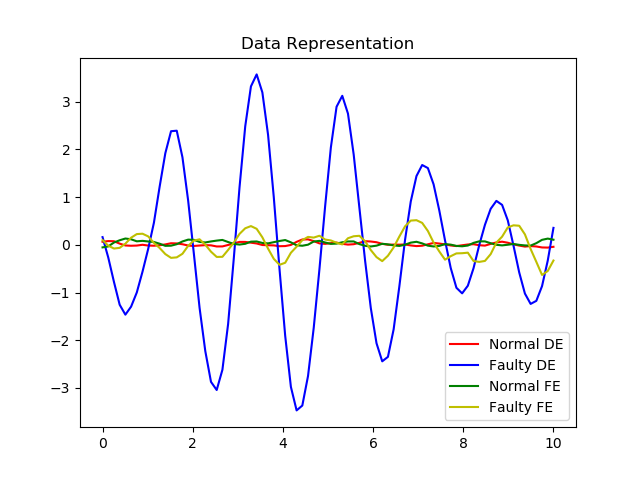 Data Representation
3
2
1
0
−1
−2
−3
0
2
4
6
8
10
Normal DE
Faulty DE
Normal FE
Faulty FE